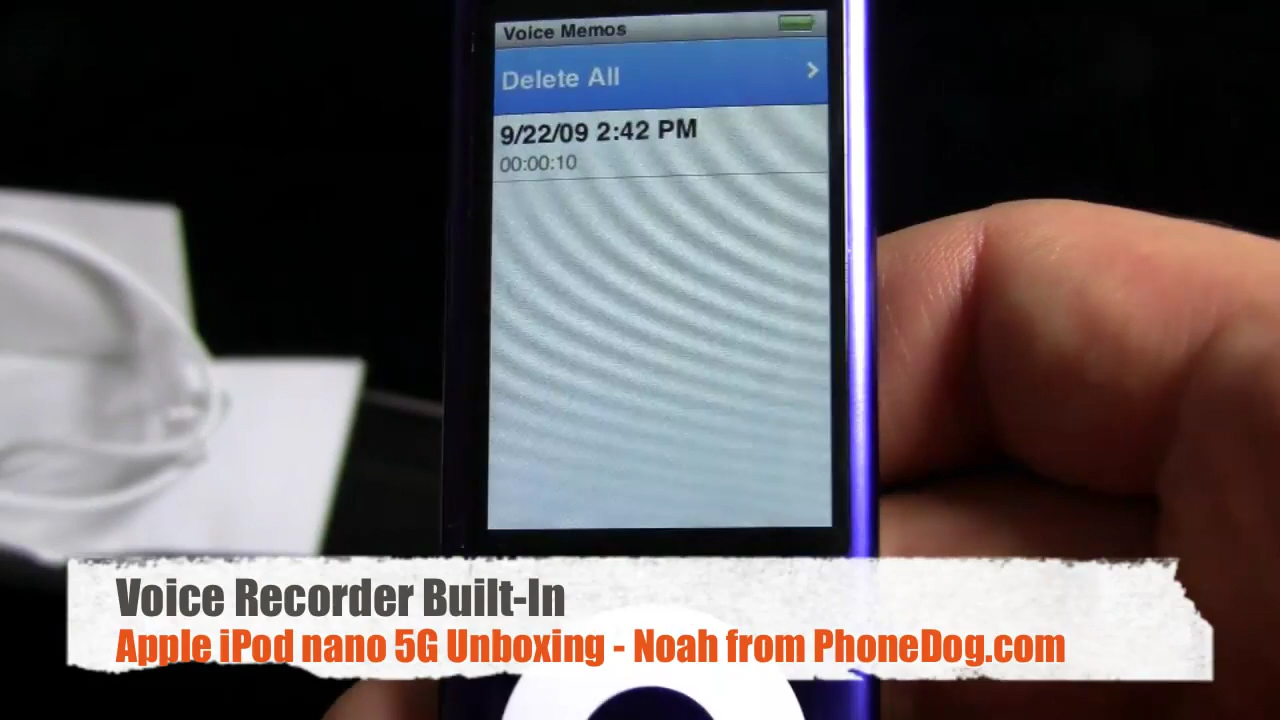 Voice Memos
Delete All
9/22/09 2:42 PM
00:00:10
Voice Recorder Built-In
Apple iPod nano 5G Unboxing - Noah from PhoneDog.com